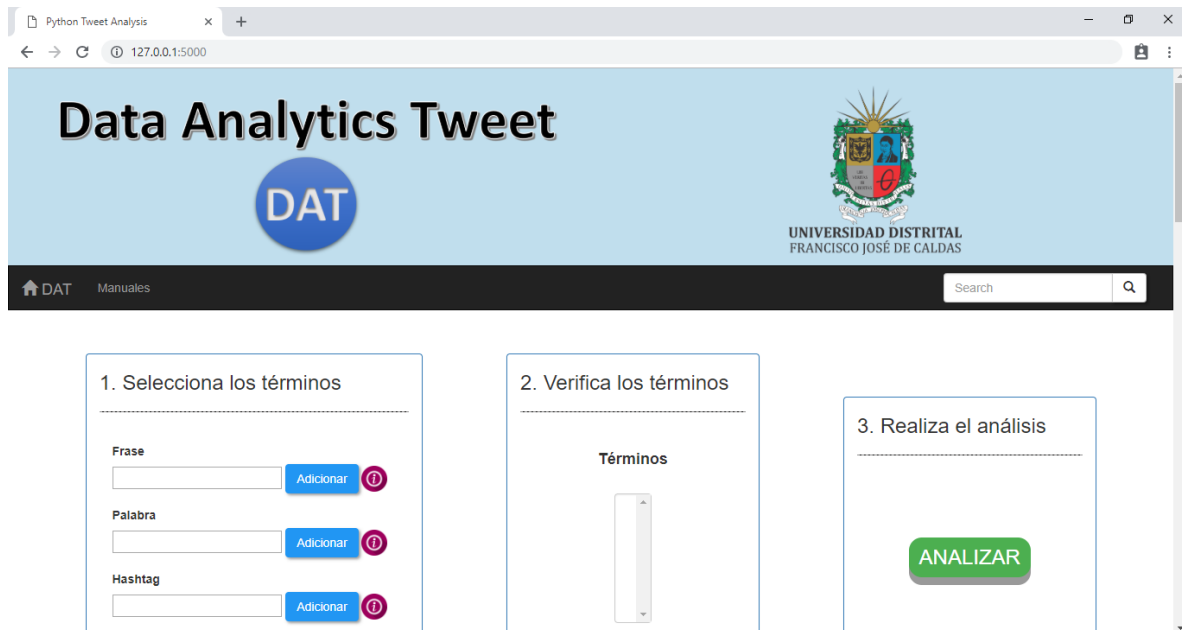 Python Tweet Analysis
127.0.0.1:5000
Data Analytics Tweet
DAT
UNIVERSIDAD DISTRITAL
FRANCISCO JOSÉ DE CALDAS
DAT
Manuales
Search
1. Selecciona los términos
Frase
Adicionar
Palabra
Adicionar
Hashtag
Adicionar
2. Verifica los términos
Términos
3. Realiza el análisis
ANALIZAR